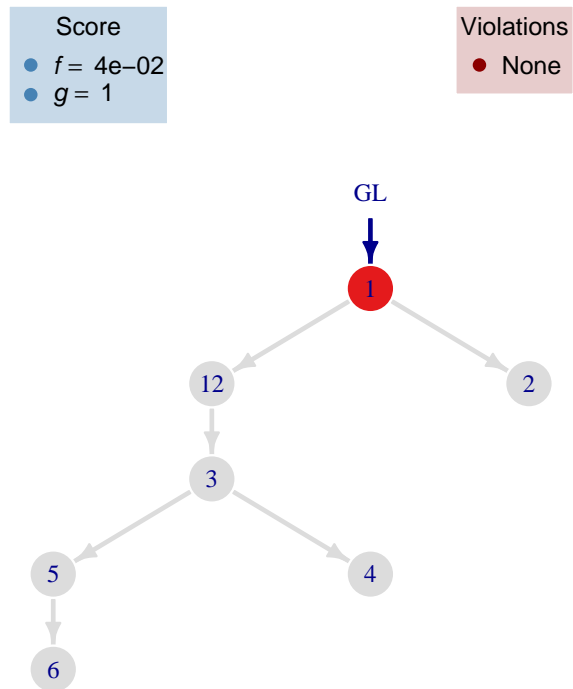 Score
f = 4e−02
g = 1
Violations
None
GL
1
12
2
3
5
4
6